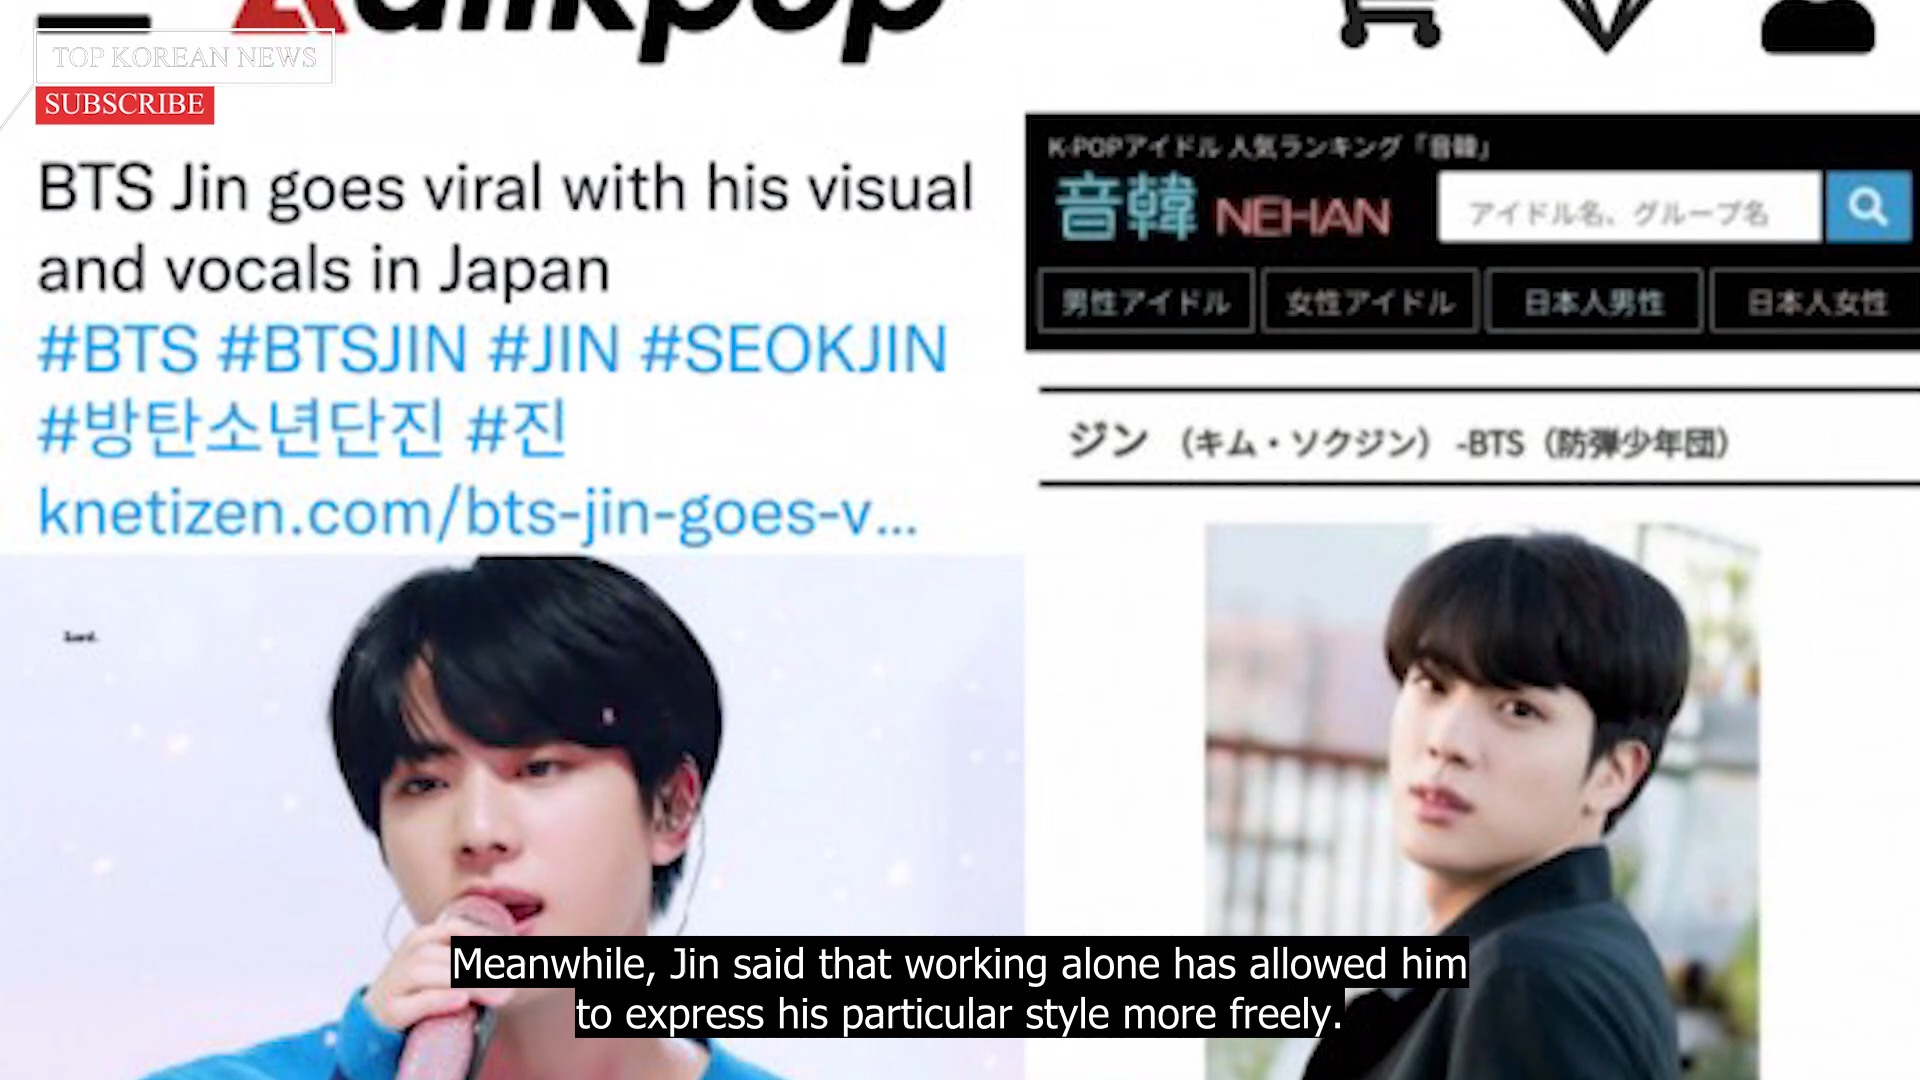 allkpop
TOP KOREAN NEWS
SUBSCRIBE
BTS Jin goes viral with his visual
and vocals in Japan
#BTS #BTSJIN #JIN #SEOKJIN
#방탄소년단진 #진
knetizen.com/bts-jin-goes-v...
K-POPアイドル 人気ランキング「音韓」
音韓 NEHAN
アイドル名、グループ名
男性アイドル 女性アイドル 日本人男性 日本人女性
ジン （キム・ソクジン） -BTS（防弾少年団）
Meanwhile, Jin said that working alone has allowed him
to express his particular style more freely.